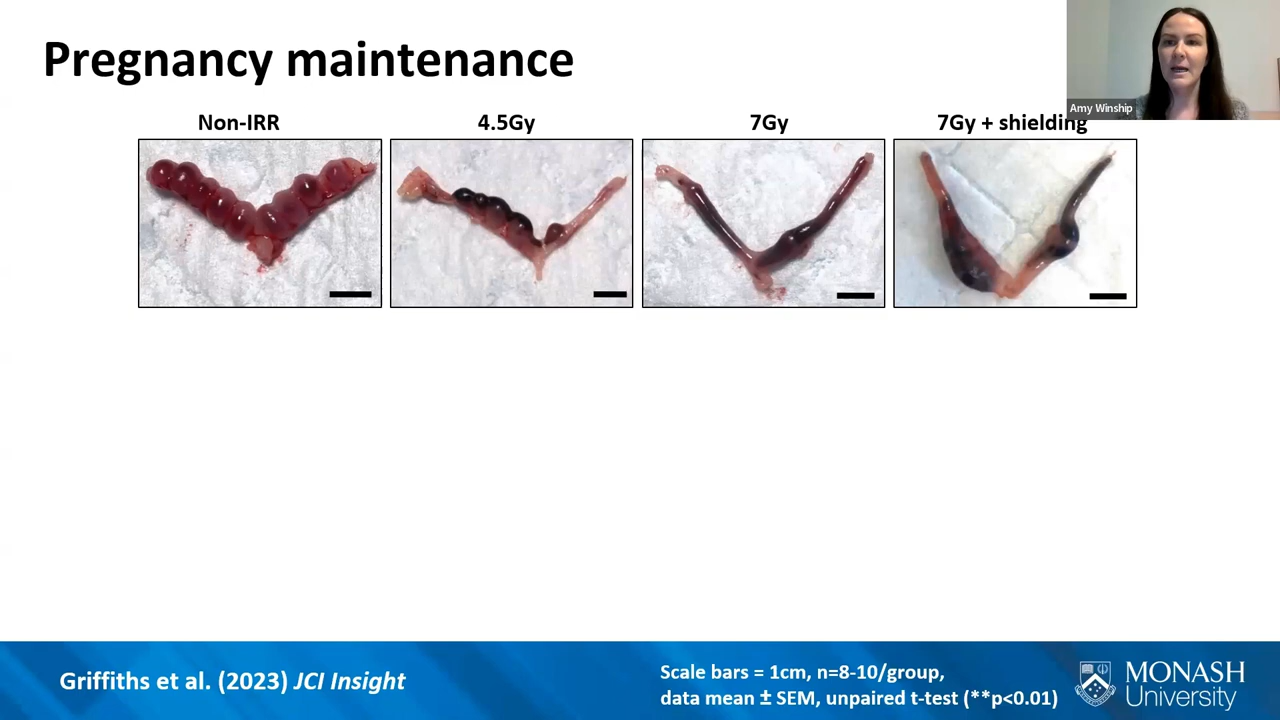 Pregnancy maintenance
Amy Winship
Non-IRR
4.5Gy
7Gy
7Gy + shielding
Griffiths et al. (2023) JCI Insight
Scale bars = 1cm, n=8-10/group,
data mean ± SEM, unpaired t-test (**p<0.01)
MONASH
University